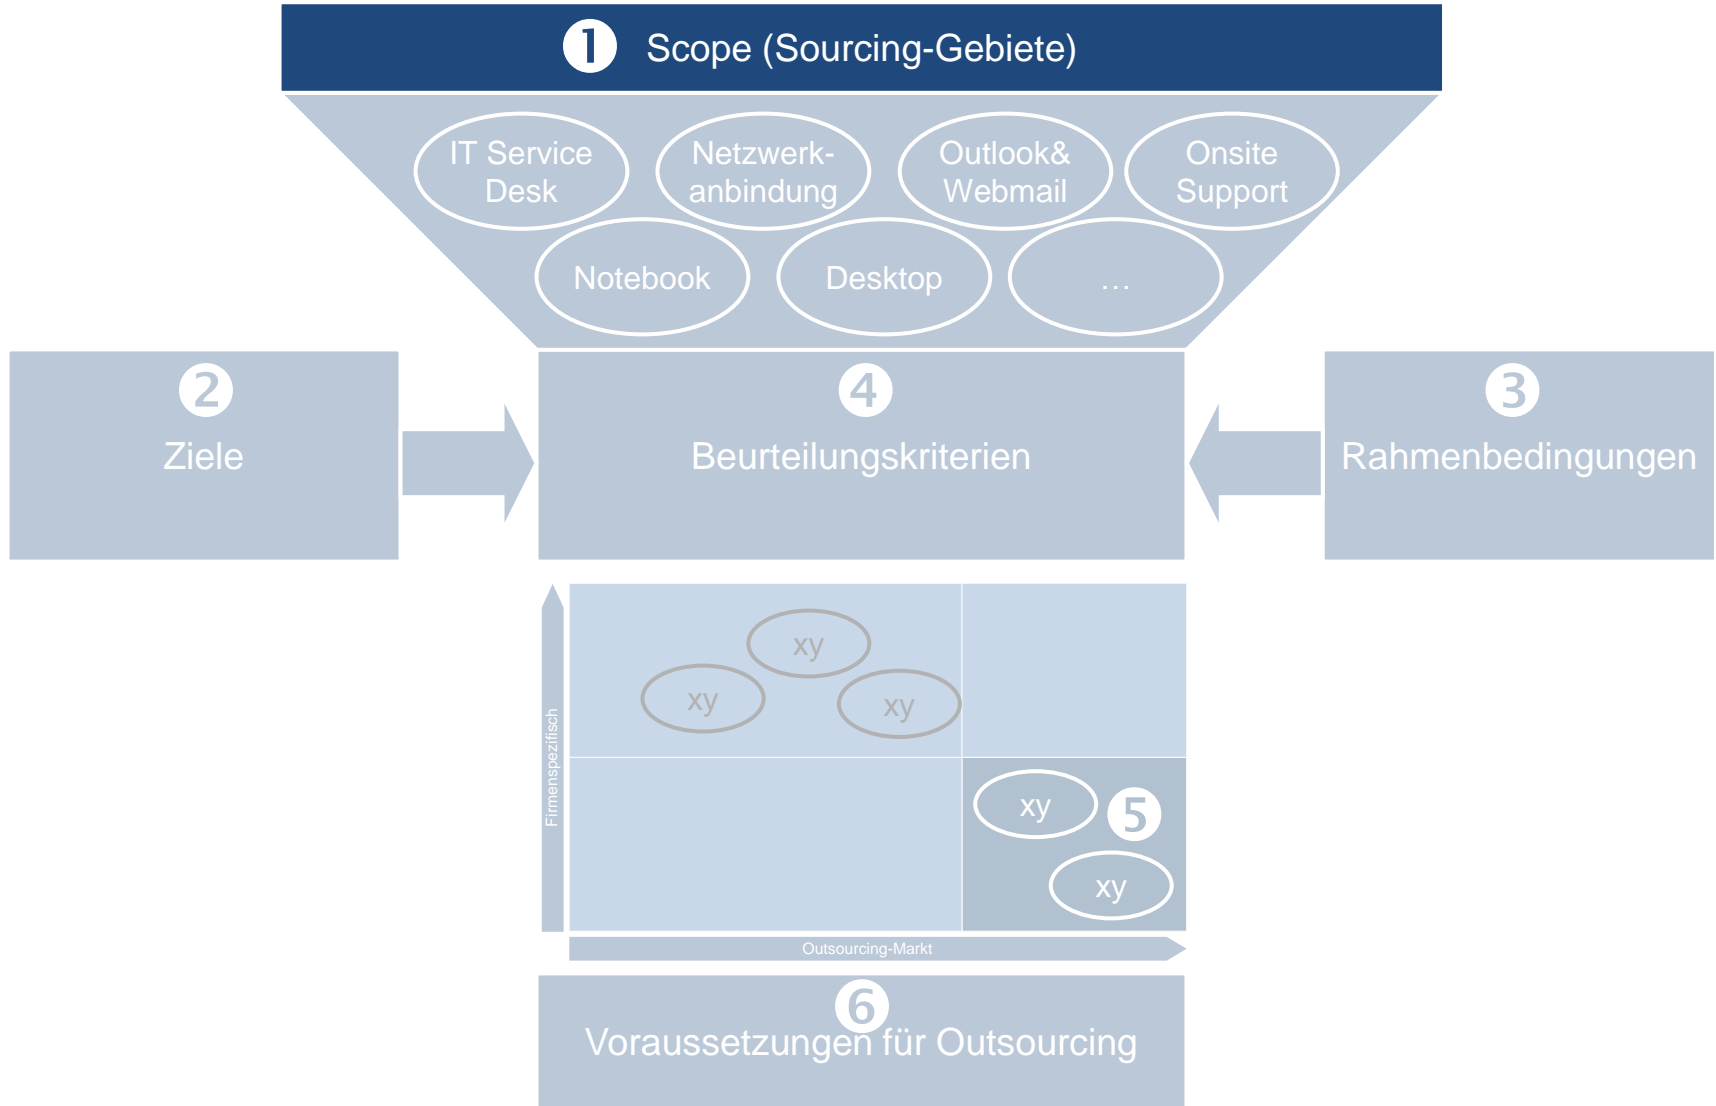 1 Scope (Sourcing-Gebiete)
IT Service
Desk
Netzwerk-
anbindung
Outlook&
Webmail
Onsite
Support
Notebook
Desktop
…
2
Ziele
4
Beurteilungskriterien
3
Rahmenbedingungen
Firmenspezifisch
xy
xy
xy
xy
5
xy
Outsourcing-Markt
6
Voraussetzungen für Outsourcing